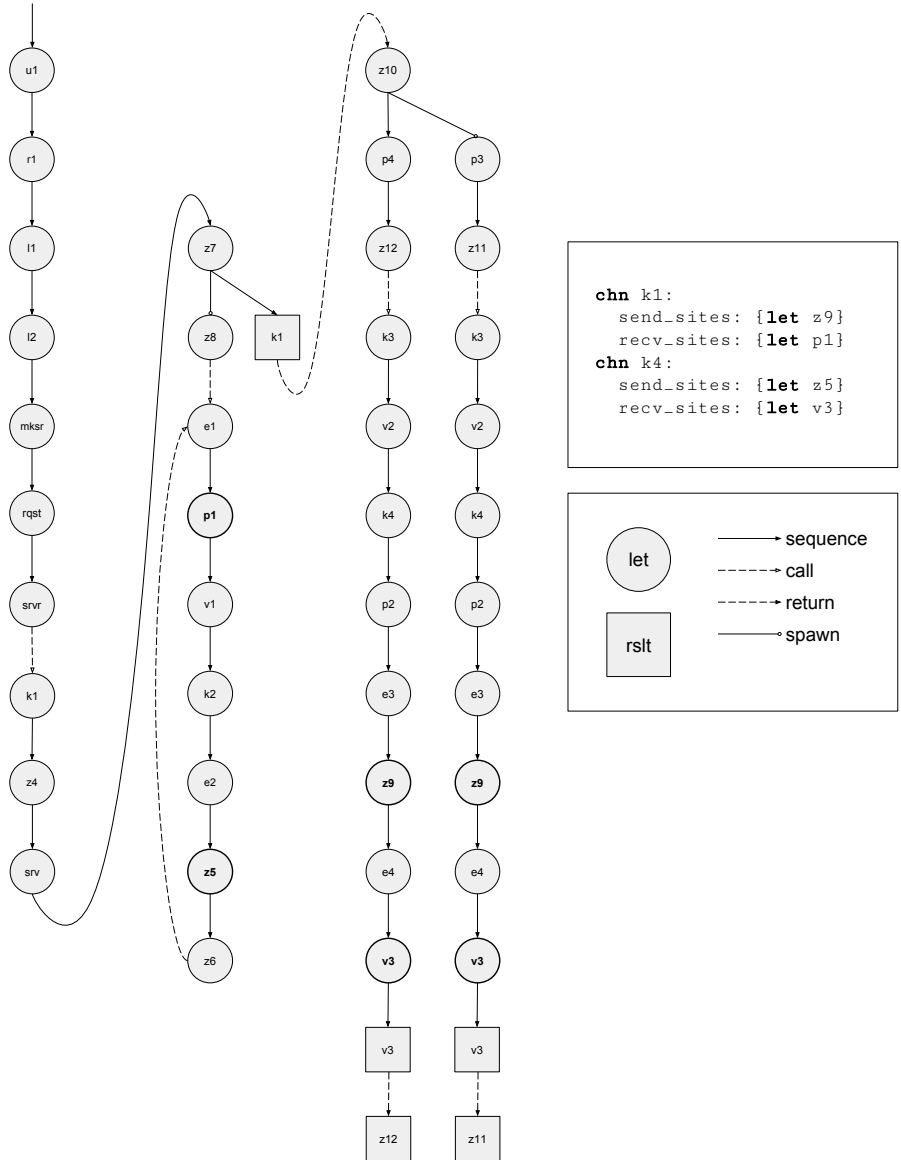 u1
r1
l1
l2
mksr
rqst
srvr
k1
z4
srv
z7
z8
k1
e1
p1
v1
k2
e2
z5
z6
z10
p4
p3
z12
z11
k3
k3
v2
v2
k4
k4
p2
p2
e3
e3
z9
z9
e4
e4
v3
v3
v3
v3
z12
z11
chn k1:
send_sites: {let z9}
recv_sites: {let p1}
chn k4:
send_sites: {let z5}
recv_sites: {let v3}
let
rslt
sequence
call
return
spawn